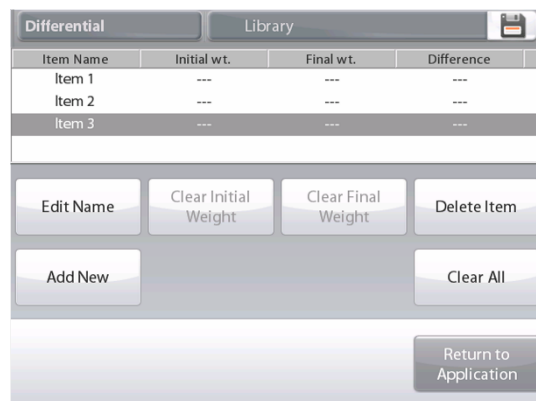 Differential Library
Item Name Initial wt. Final wt. Difference
Item 1 --- --- ---
Item 2 --- --- ---
Item 3 --- --- ---
Edit Name
Clear Initial
Weight
Clear Final
Weight
Delete Item
Add New
Clear All
Return to
Application